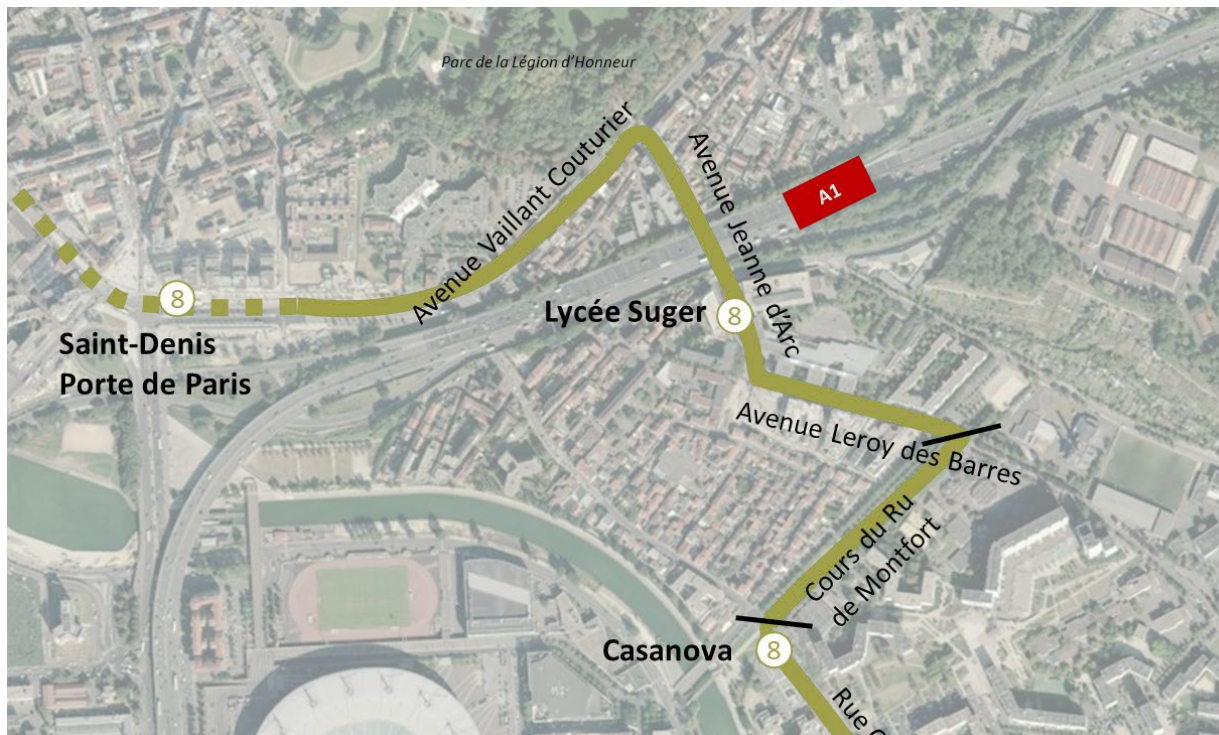 Parc de la Légion d'Honneur
Avenue Vaillant Couturier
Avenue Jeanne d'Arc
A1
8
Saint-Denis
Porte de Paris
Lycée Suger
8
Avenue Leroy des Barres
Cours du Ru
de Montfort
Casanova
8
Rue